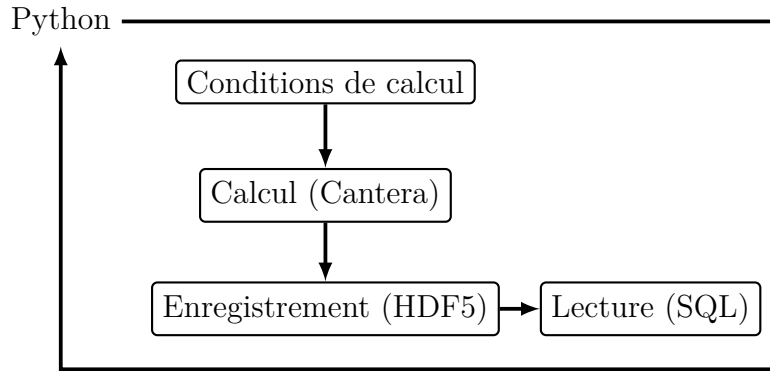 Python
Conditions de calcul
Calcul (Cantera)
Enregistrement (HDF5)
Lecture (SQL)